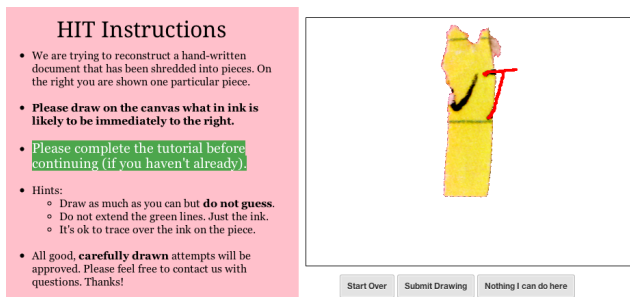 HIT Instructions
• We are trying to reconstruct a hand-written
document that has been shredded into pieces. On
the right you are shown one particular piece.
• Please draw on the canvas what in ink is
likely to be immediately to the right.
• Please complete the tutorial before
continuing (if you haven't already).
• Hints:
◦ Draw as much as you can but do not guess.
◦ Do not extend the green lines. Just the ink.
◦ It's ok to trace over the ink on the piece.
• All good, carefully drawn attempts will be
approved. Please feel free to contact us with
questions. Thanks!
Start Over
Submit Drawing
Nothing I can do here